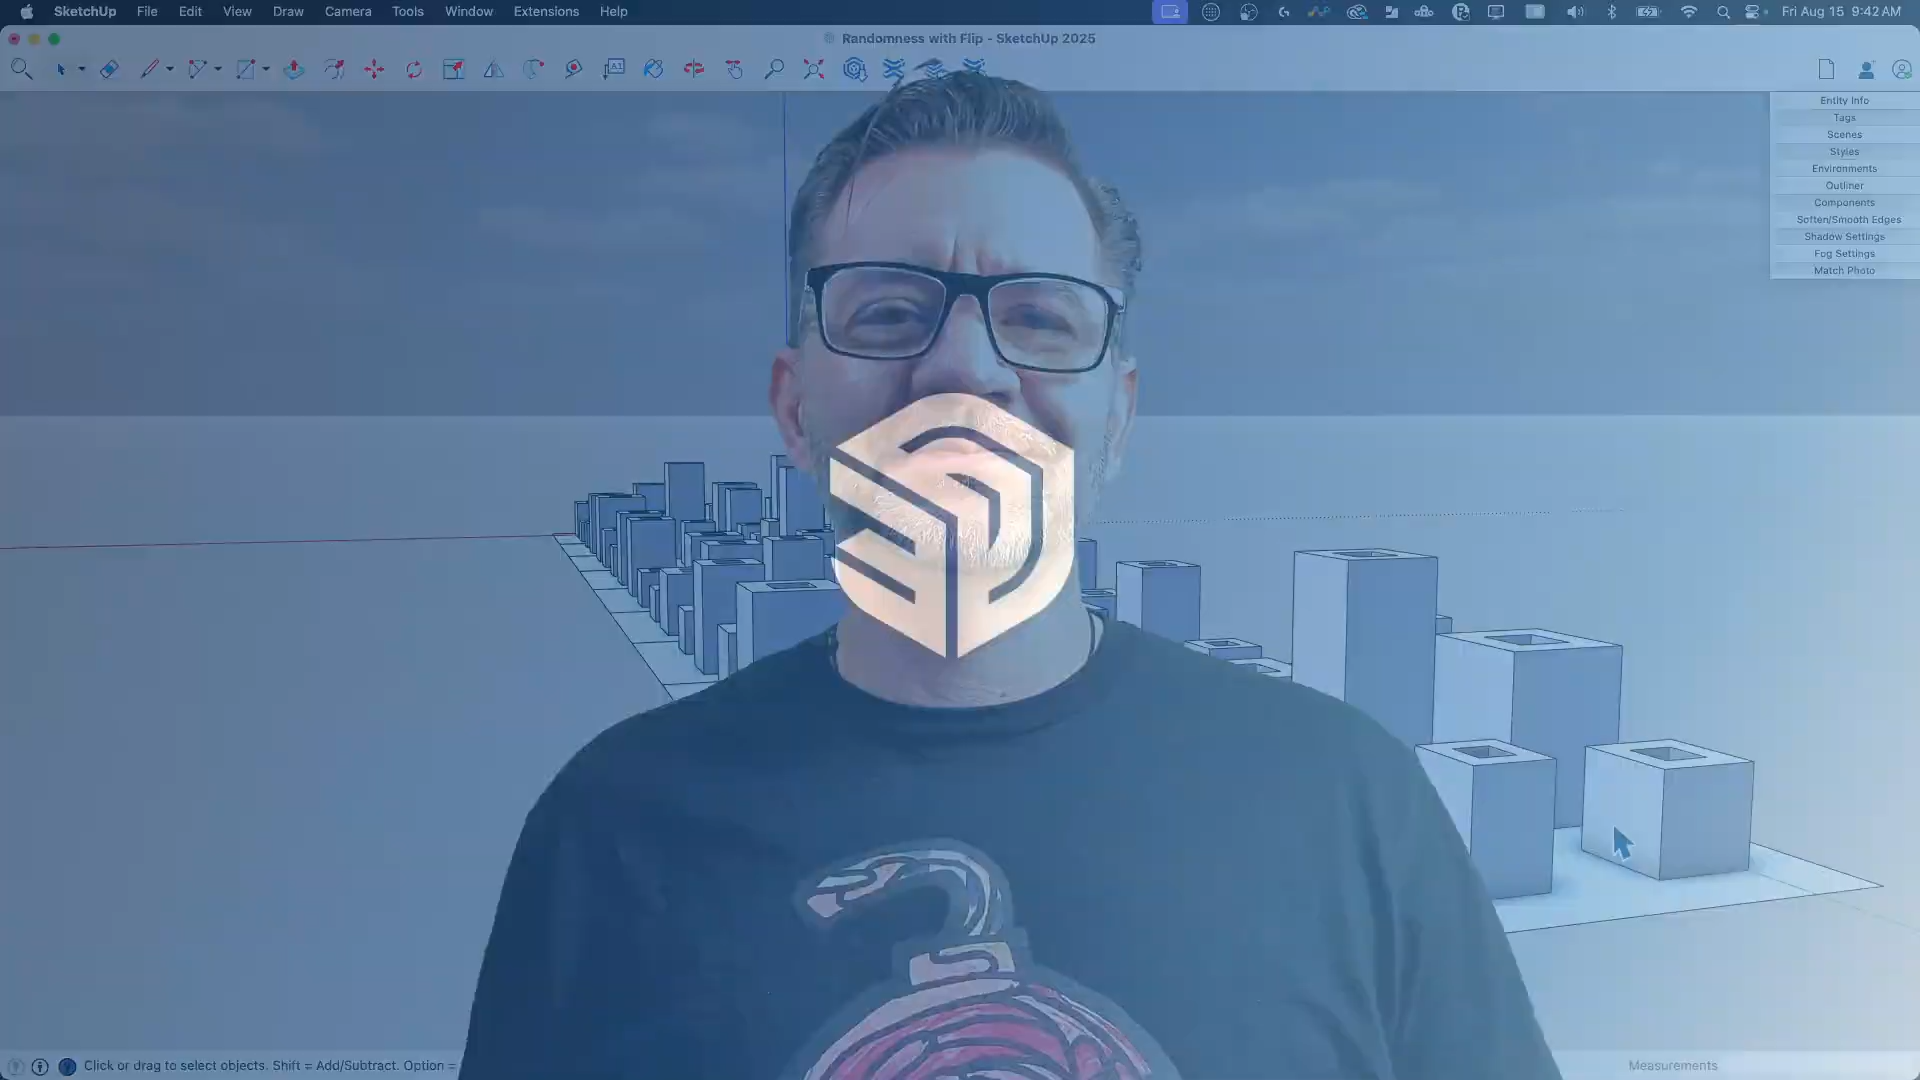 SketchUp File Edit View Draw Camera Tools Window Extensions Help Fri Aug 15 9:42 AM
Randomness with Flip - SketchUp 2025
A1
Entity Info
Tags
Scenes
Styles
Environments
Outliner
Components
Soften/Smooth Edges
Shadow Settings
Fog Settings
Match Photo
Click or drag to select objects. Shift = Add/Subtract. Option =
Measurements